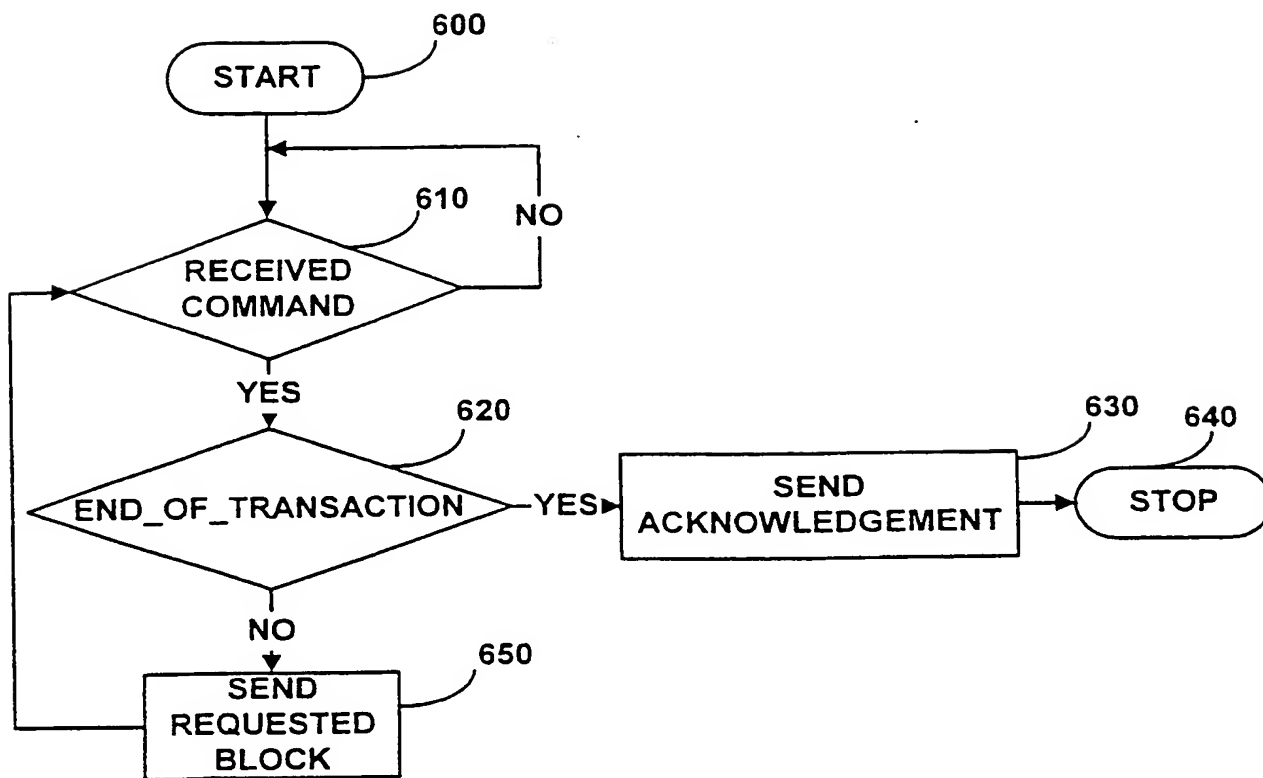 600
START
610
NO
RECEIVED
COMMAND
YES
620
630
640
END_OF_TRANSACTION
YES
SEND
ACKNOWLEDGEMENT
STOP
NO
650
SEND
REQUESTED
BLOCK